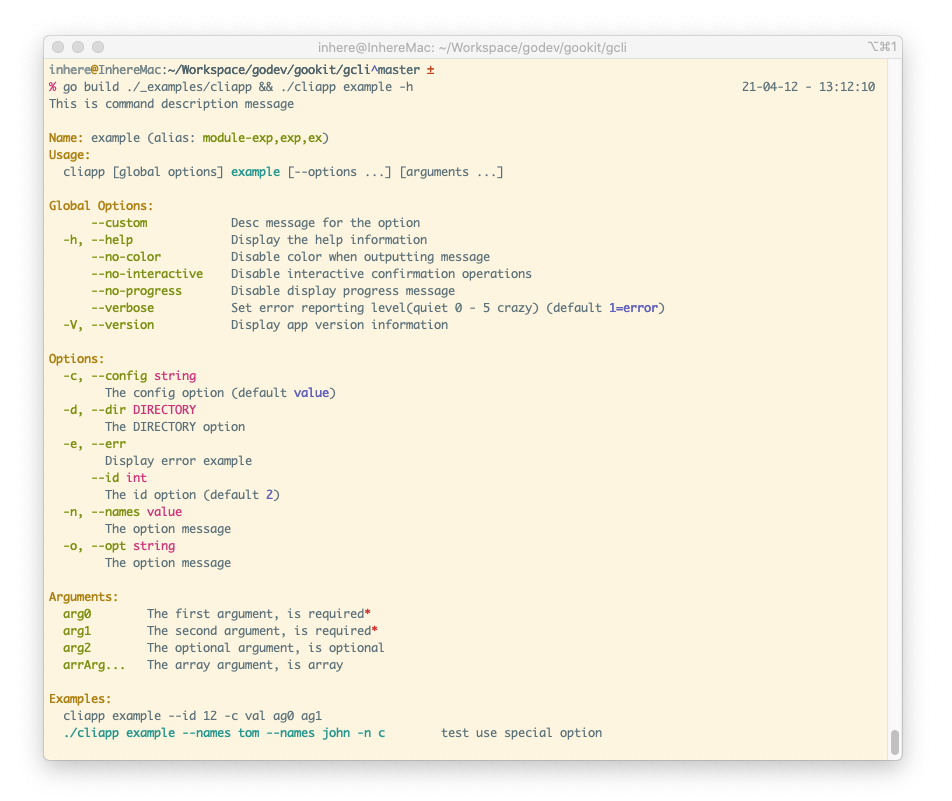 inhere@InhereMac: ~/Workspace/godev/gookit/gcli ⌥⌘1
inhere@InhereMac:~/Workspace/godev/gookit/gcli^master ±
% go build ./_examples/cliapp && ./cliapp example -h 21-04-12 - 13:12:10
This is command description message
Name: example (alias: module-exp,exp,ex)
Usage:
cliapp [global options] example [--options ...] [arguments ...]
Global Options:
--custom Desc message for the option
-h, --help Display the help information
--no-color Disable color when outputting message
--no-interactive Disable interactive confirmation operations
--no-progress Disable display progress message
--verbose Set error reporting level(quiet 0 - 5 crazy) (default 1=error)
-V, --version Display app version information
Options:
-c, --config string
The config option (default value)
-d, --dir DIRECTORY
The DIRECTORY option
-e, --err
Display error example
--id int
The id option (default 2)
-n, --names value
The option message
-o, --opt string
The option message
Arguments:
arg0 The first argument, is required*
arg1 The second argument, is required*
arg2 The optional argument, is optional
arrArg... The array argument, is array
Examples:
cliapp example --id 12 -c val ag0 ag1
./cliapp example --names tom --names john -n c test use special option